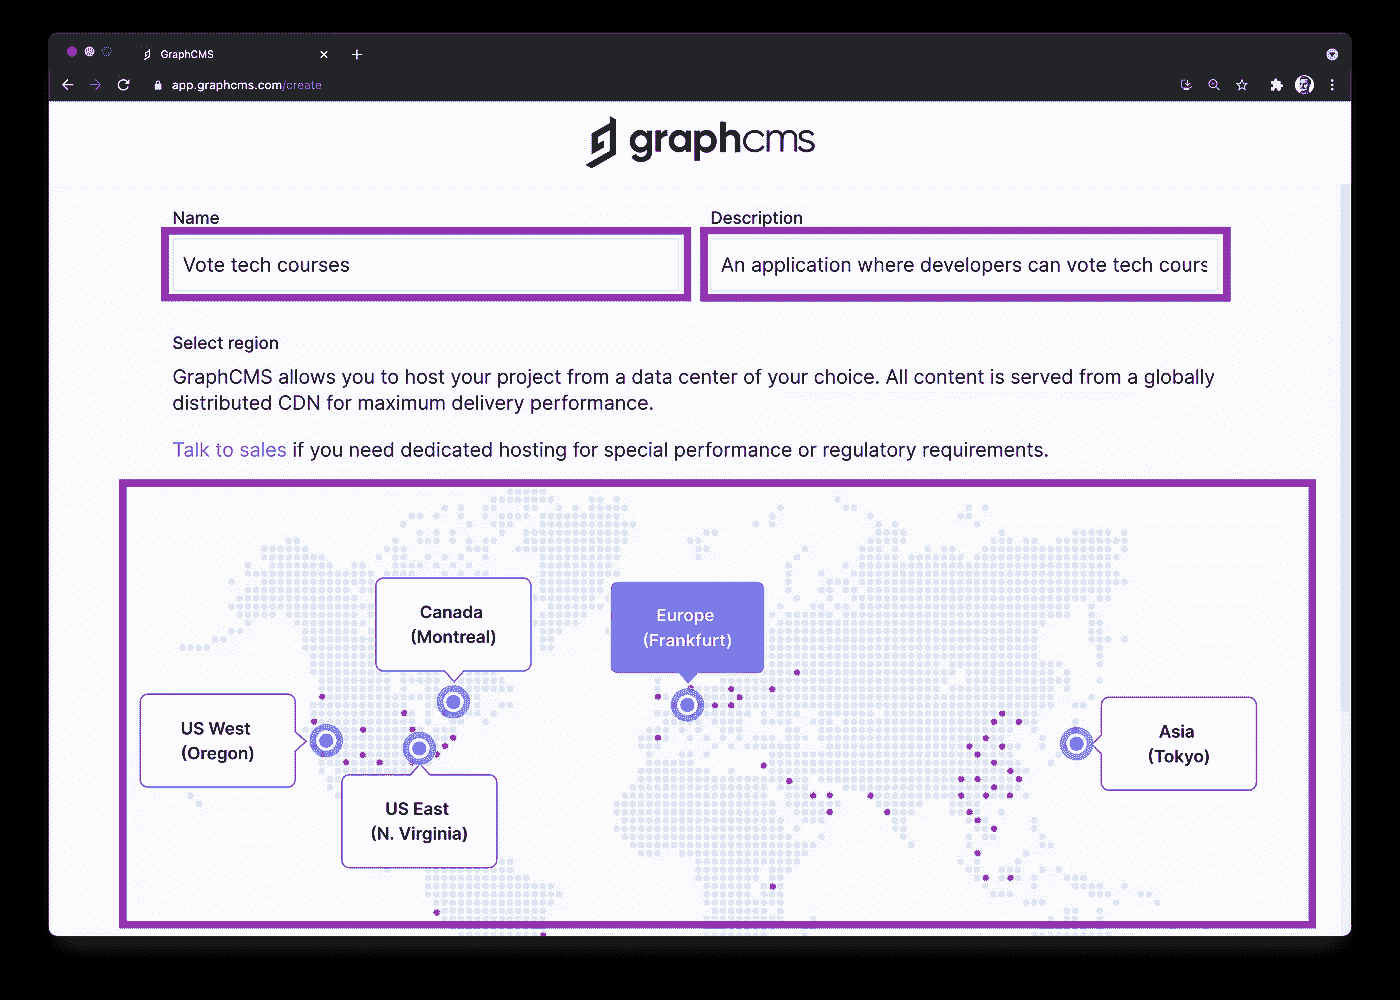 GraphCMS
app.graphcms.com/create
graphcms
Name
Description
Vote tech courses
An application where developers can vote tech cours
Select region
GraphCMS allows you to host your project from a data center of your choice. All content is served from a globally
distributed CDN for maximum delivery performance.
Talk to sales if you need dedicated hosting for special performance or regulatory requirements.
Canada
(Montreal)
Europe
(Frankfurt)
US West
(Oregon)
Asia
(Tokyo)
US East
(N. Virginia)